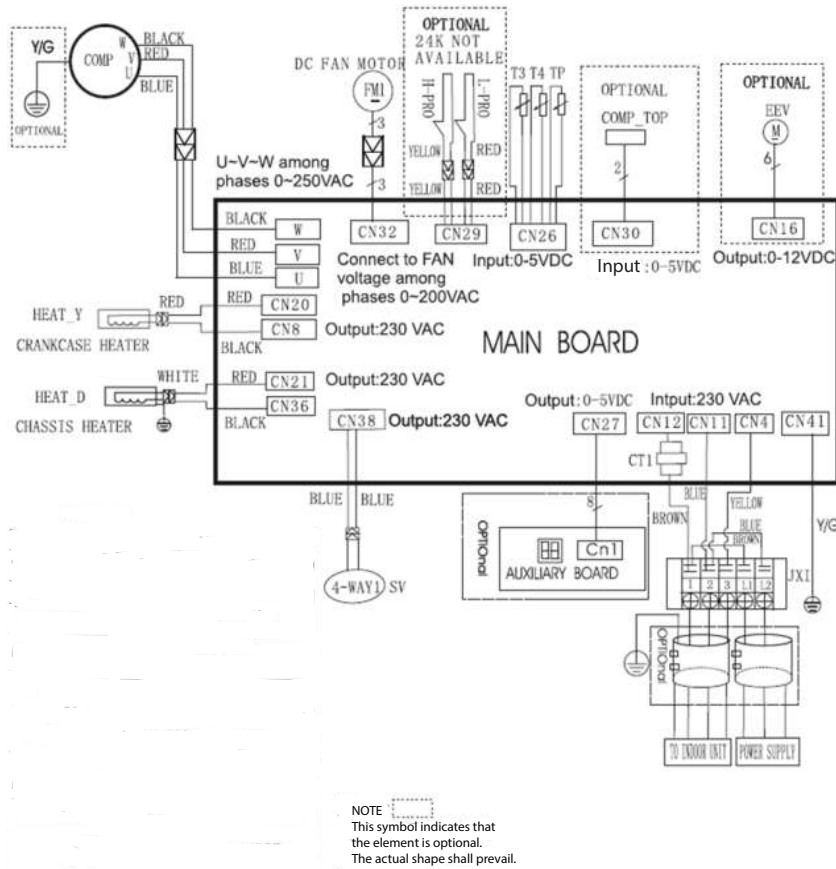 OPTIONAL
24K NOT
AVAILABLE
H-PRO
L-PRO
YELLOW
RED
YELLOW
RED
CN29
Y/G
OPTIONAL
COMP
W
V
U
BLACK
RED
BLUE
U~V~W among
phases 0~250VAC
DC FAN MOTOR
FM1
3
3
CN32
Connect to FAN
voltage among
phases 0~200VAC
T3 T4 TP
CN26
Input:0-5VDC
OPTIONAL
COMP_TOP
2
CN30
Input :0-5VDC
OPTIONAL
EEV
M
6
CN16
Output:0-12VDC
BLACK
W
RED
V
BLUE
U
HEAT_Y
RED
RED
CN20
CN8
Output:230 VAC
BLACK
CRANKCASE HEATER
MAIN BOARD
HEAT_D
WHITE
RED
CN21
Output:230 VAC
CN36
BLACK
CHASSIS HEATER
CN38
Output:230 VAC
BLUE
BLUE
4-WAY1
SV
Output:0-5VDC
CN27
8
OPTIOnal
Cn1
AUXILIARY BOARD
Intput:230 VAC
CN12
CN11
CN4
CN41
CT1
BROWN
BLUE
YELLOW
BLUE
BROWN
Y/G
JX1
1 2 3 L1 L2
OPTIOnal
TO INDOOR UNIT
POWER SUPPLY
NOTE
This symbol indicates that
the element is optional.
The actual shape shall prevail.